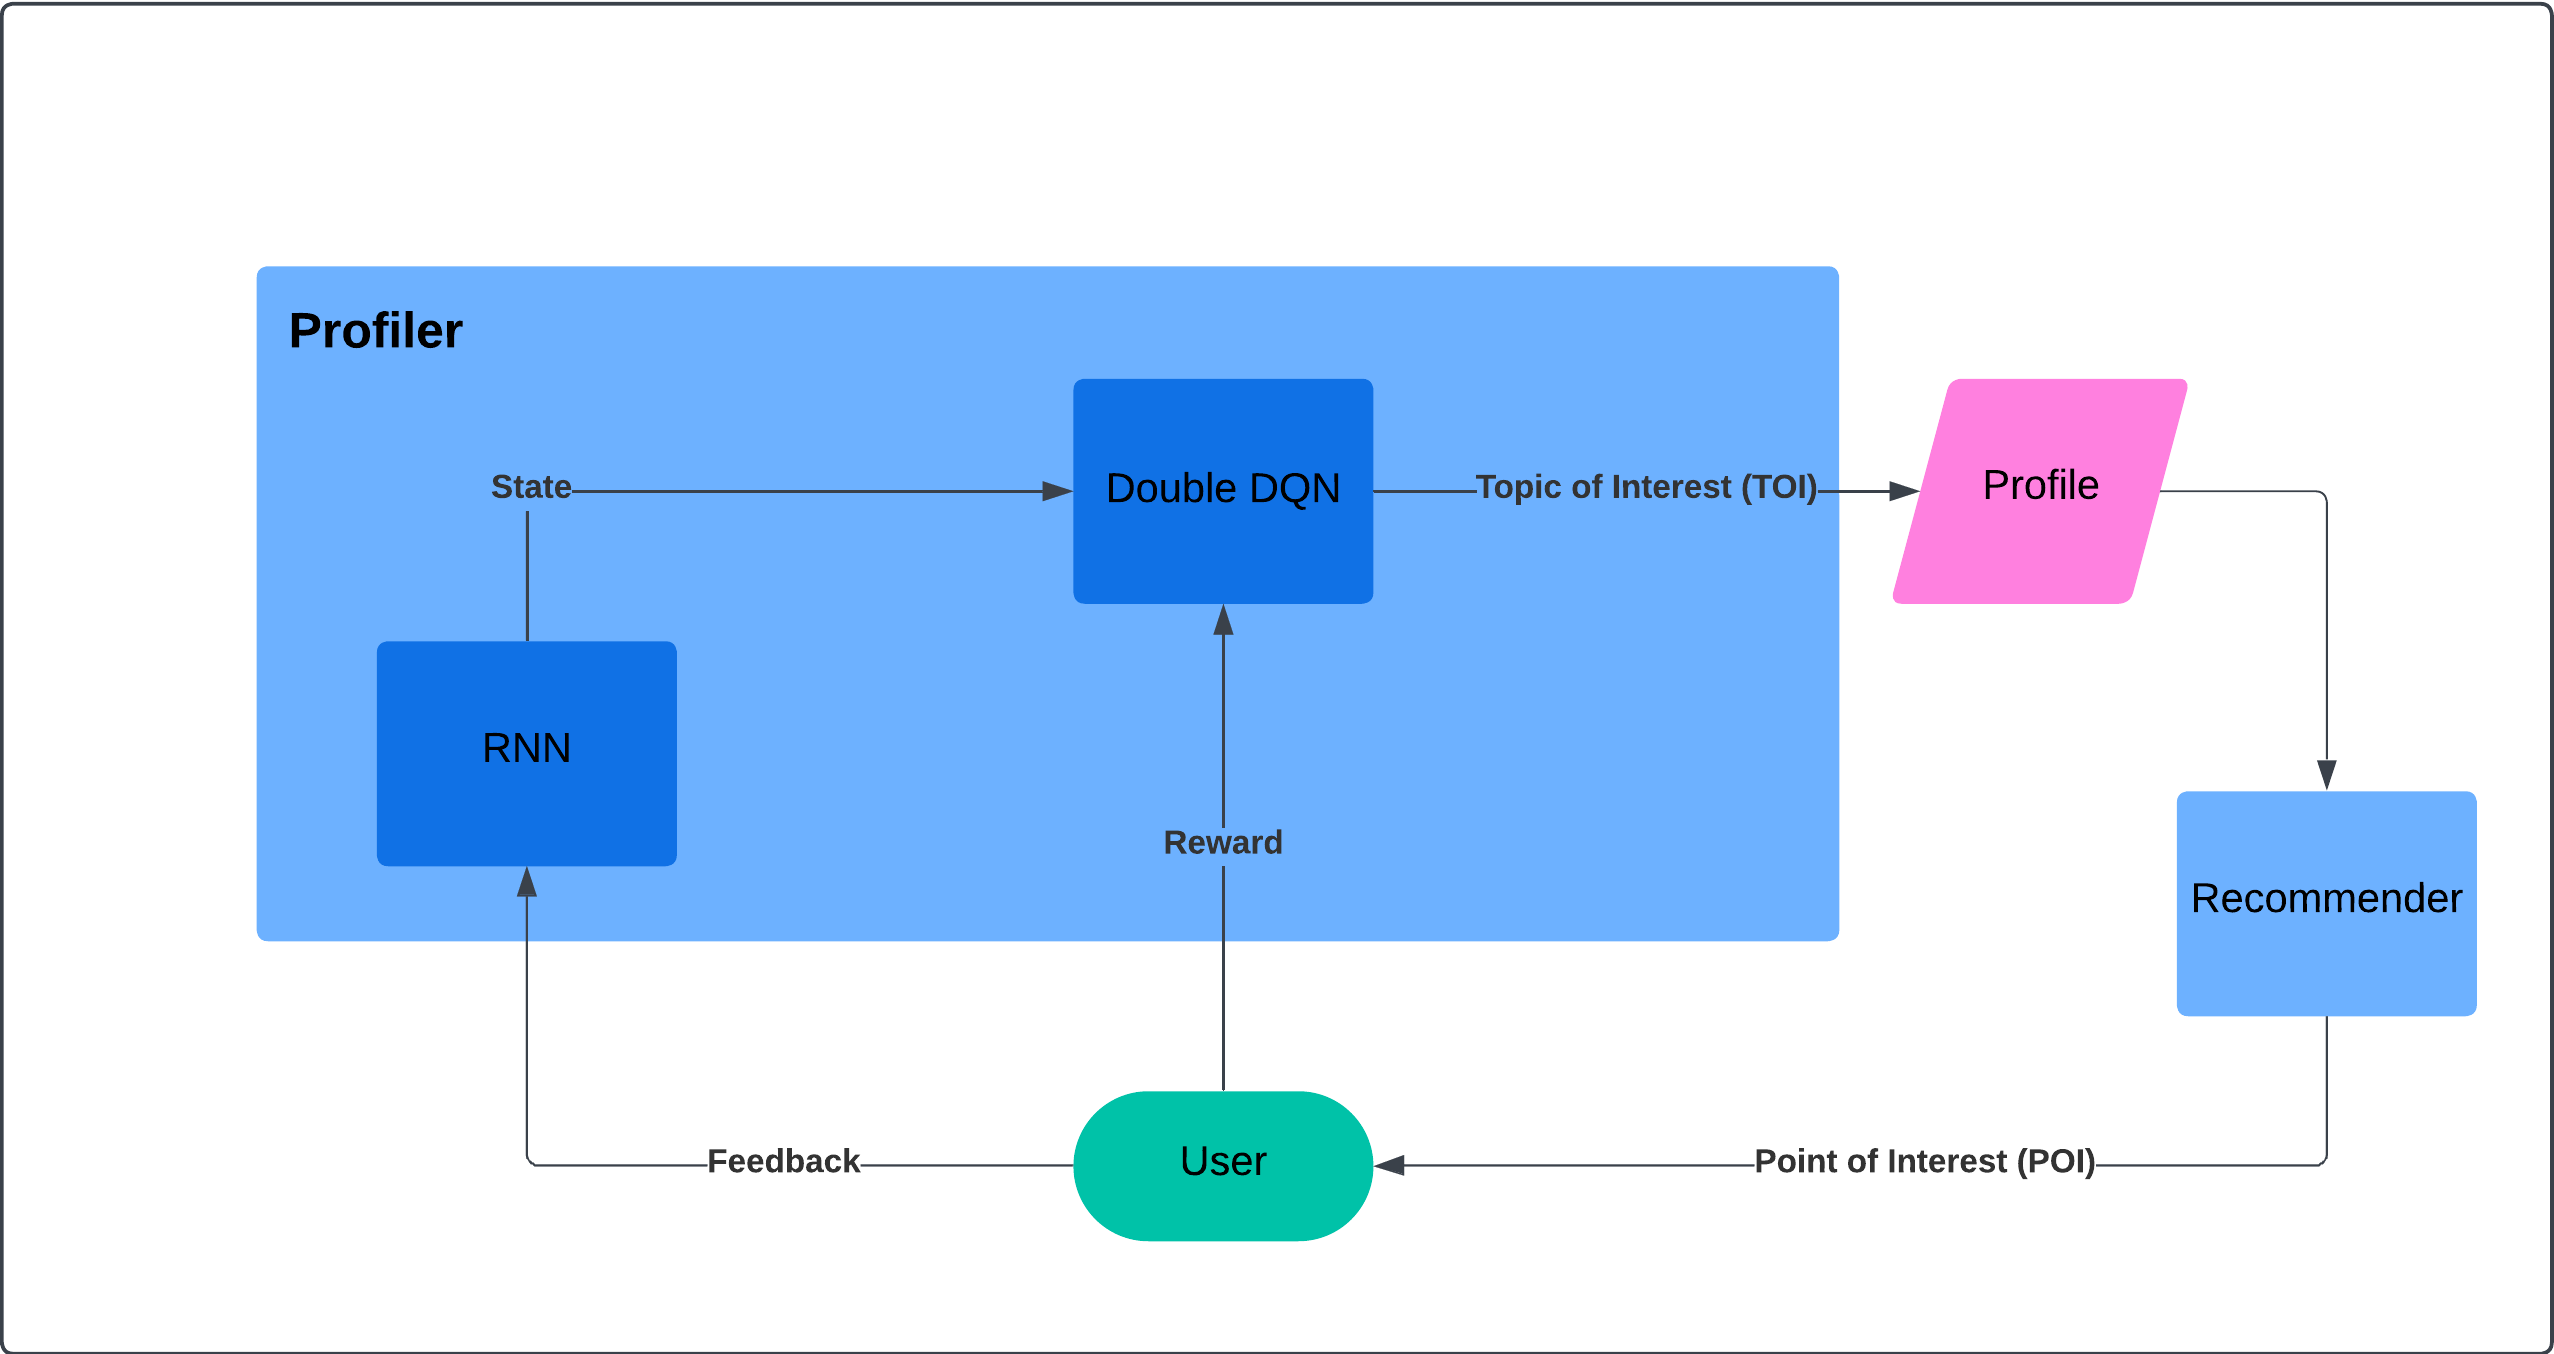 Profiler
State
Double DQN
Topic of Interest (TOI)
Profile
RNN
Reward
Recommender
Feedback
User
Point of Interest (POI)